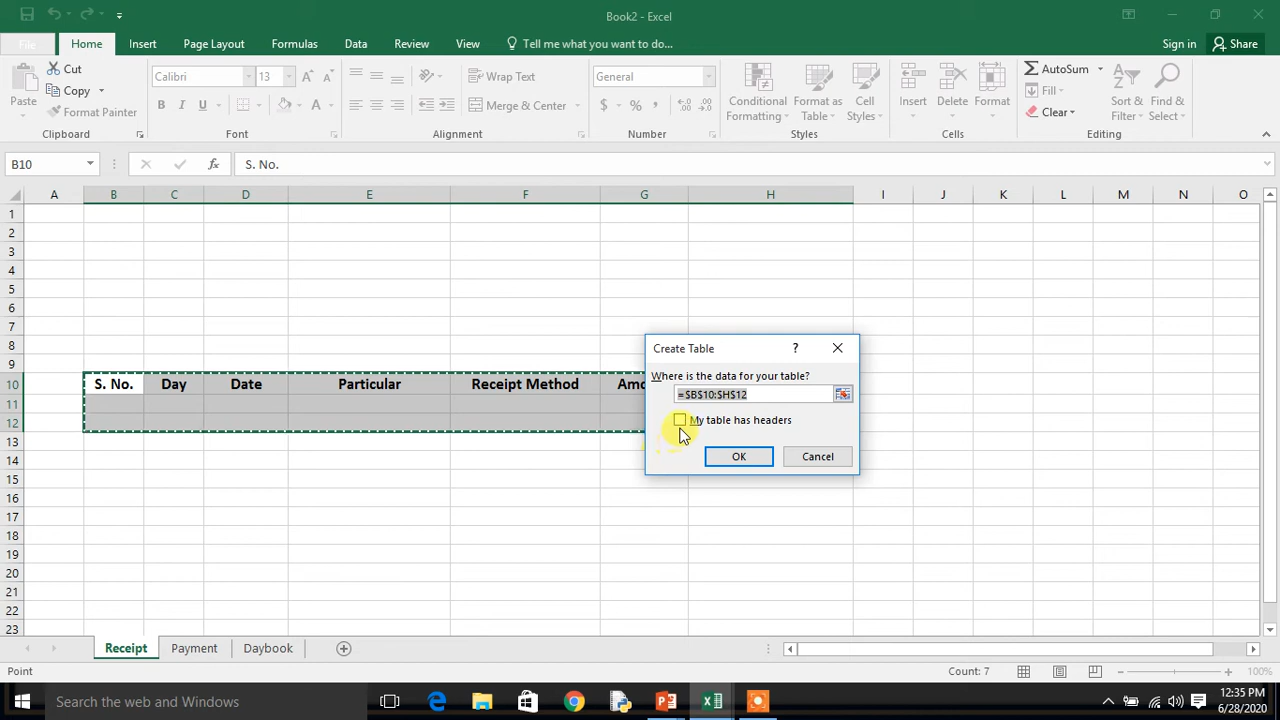 Book2 - Excel
File Home Insert Page Layout Formulas Data Review View Tell me what you want to do... Sign in Share
Cut
Copy
Format Painter
Paste
Clipboard
Calibri 13
B I U
Font
Wrap Text
Merge & Center
Alignment
General
$ % ,
Number
Conditional Formatting
Format as Table
Cell Styles
Styles
Insert Delete Format
Cells
AutoSum
Fill
Clear
Sort & Filter
Find & Select
Editing
B10 fx S. No.
A B C D E F G H I J K L M N O
1
2
3
4
5
6
7
8
9
10 S. No. Day Date Particular Receipt Method
11
12
13
14
15
16
17
18
19
20
21
22
23
Create Table ?
Where is the data for your table?
=$B$10:$H$12
My table has headers
OK Cancel
Receipt Payment Daybook
Point Count: 7 100%
Search the web and Windows
12:35 PM
6/28/2020